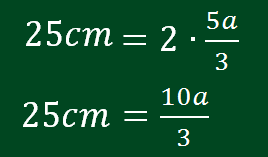 25cm = 2 · 5a/3
25cm = 10a/3